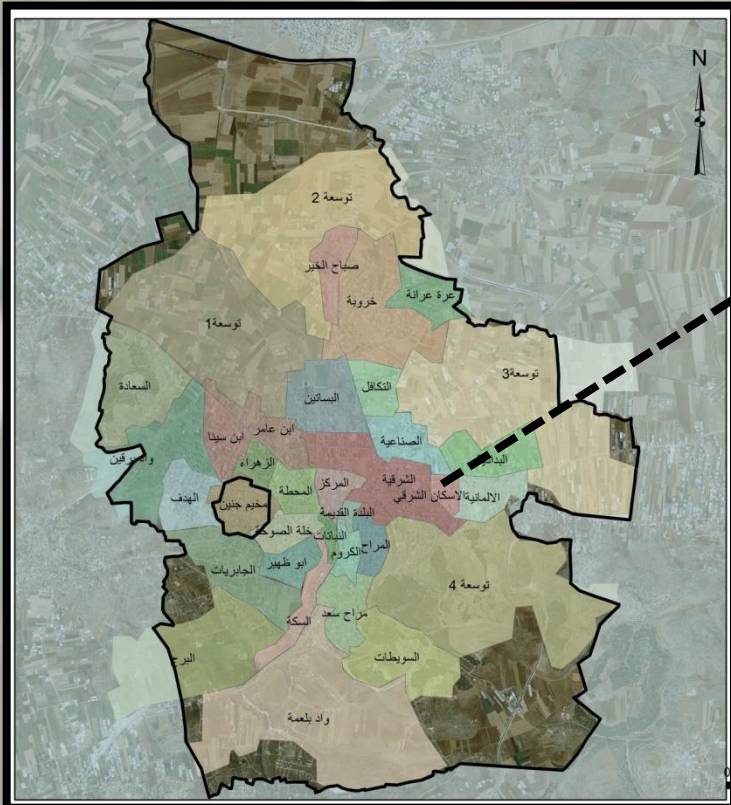 N
توسعة 2
صباح الخير
خروبة
عرة عرانة
توسعة1
توسعة3
السعادة
التكافل
البساتين
ابن عامر
ابن سينا
الصناعية
الزهراء
الشرقية
المركز
المحطة
الاسكان الشرقي
الالمانية
الهدف
مخيم جنين
البلدة القديمة
النباتات
خلة الصوحة
المراح
الكروم
ابو ظهير
الجابريات
توسعة 4
مراح سعد
السكة
السويطات
البرج
واد بلعمة
0